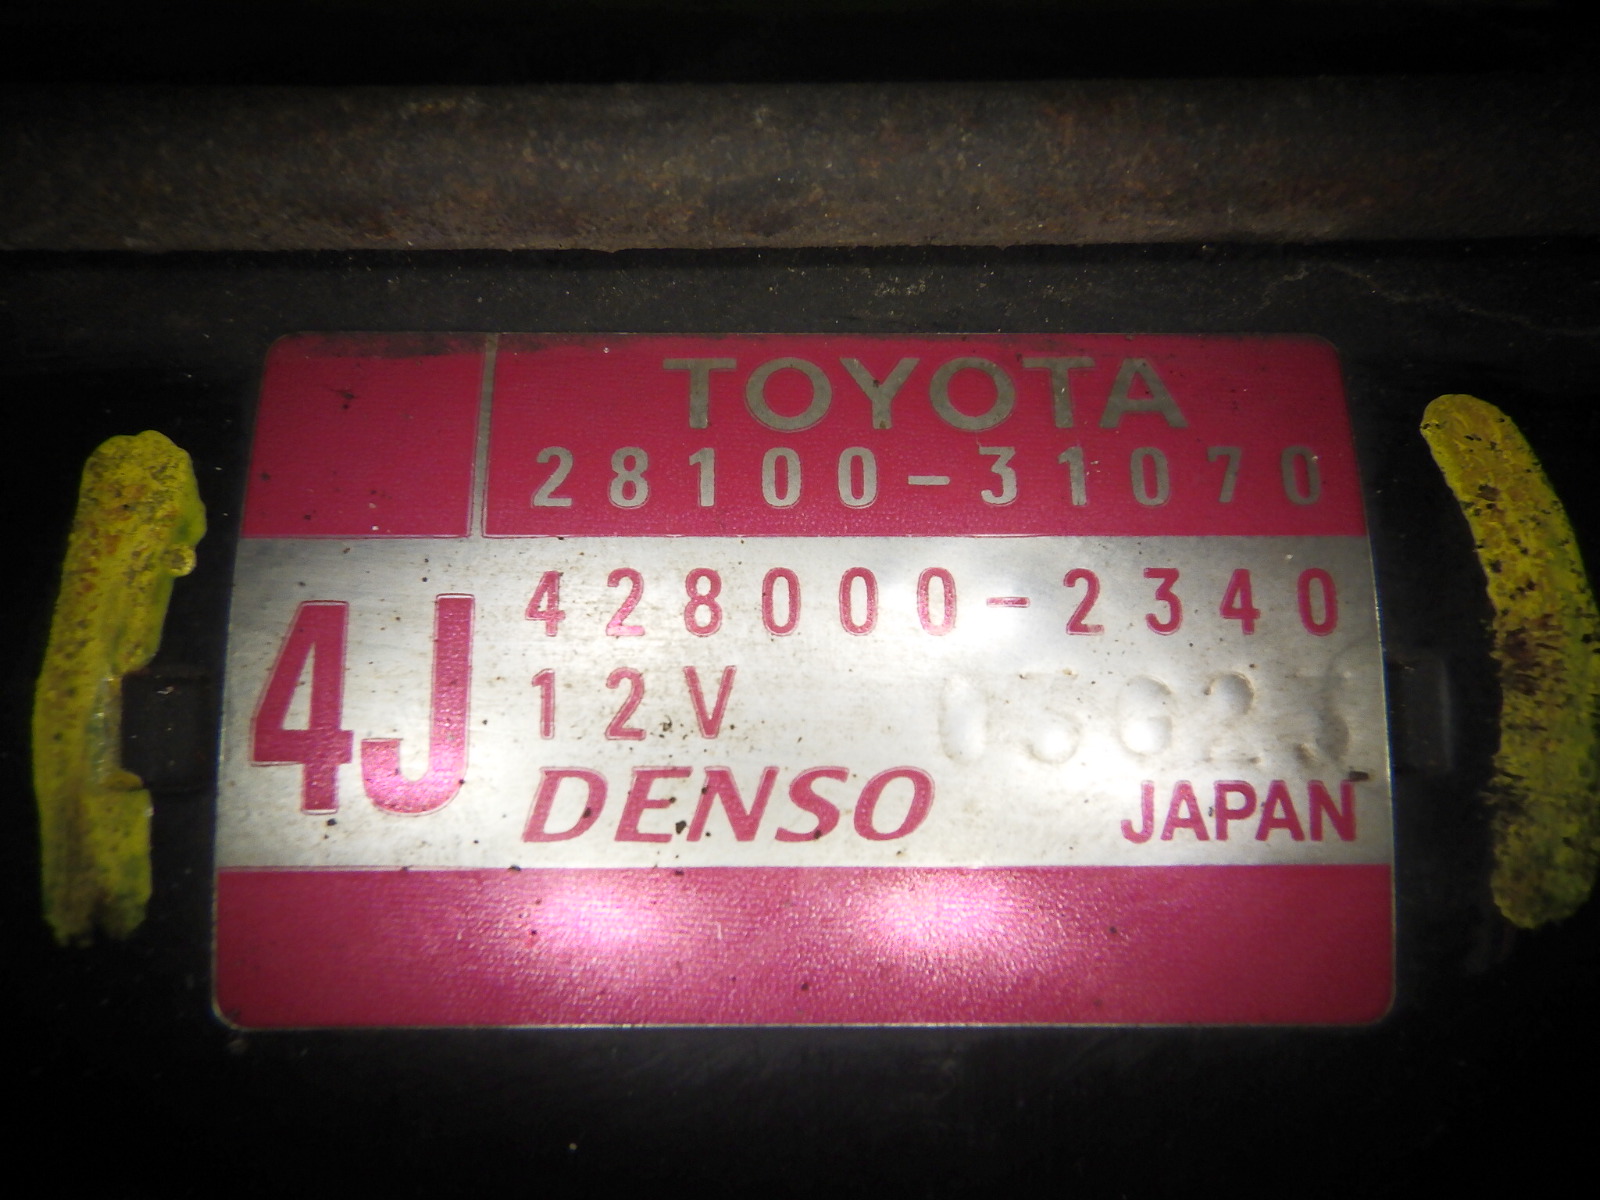 TOYOTA
28100-31070
4J
428000-2340
12V
DENSO
JAPAN